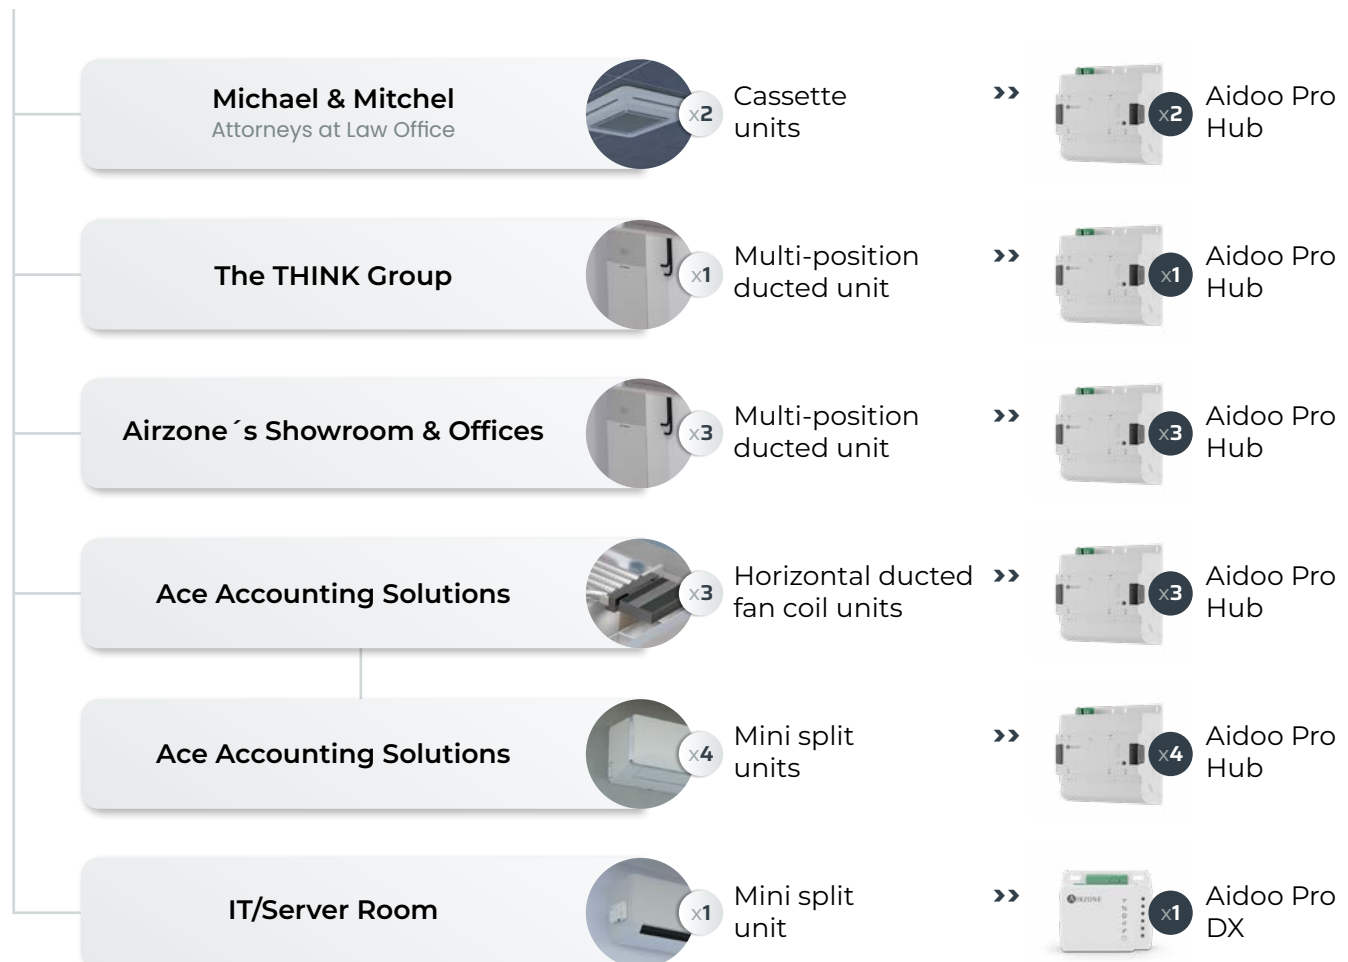 Michael & Mitchel
Attorneys at Law Office
x2
Cassette
units
››
x2
Aidoo Pro
Hub
The THINK Group
x1
Multi-position
ducted unit
››
x1
Aidoo Pro
Hub
Airzone´s Showroom & Offices
x3
Multi-position
ducted unit
››
x3
Aidoo Pro
Hub
Ace Accounting Solutions
x3
Horizontal ducted
fan coil units
››
x3
Aidoo Pro
Hub
Ace Accounting Solutions
x4
Mini split
units
››
x4
Aidoo Pro
Hub
IT/Server Room
x1
Mini split
unit
››
AIRZONE
x1
Aidoo Pro
DX